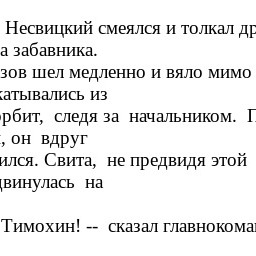 Несвицкий смеялся и толкал др
а забавника.
зов шел медленно и вяло мимо
катывались из
орбит,  следя за  начальником.  П
, он  вдруг
ился. Свита,  не предвидя этой
двинулась  на
Тимохин! --  сказал главнокома